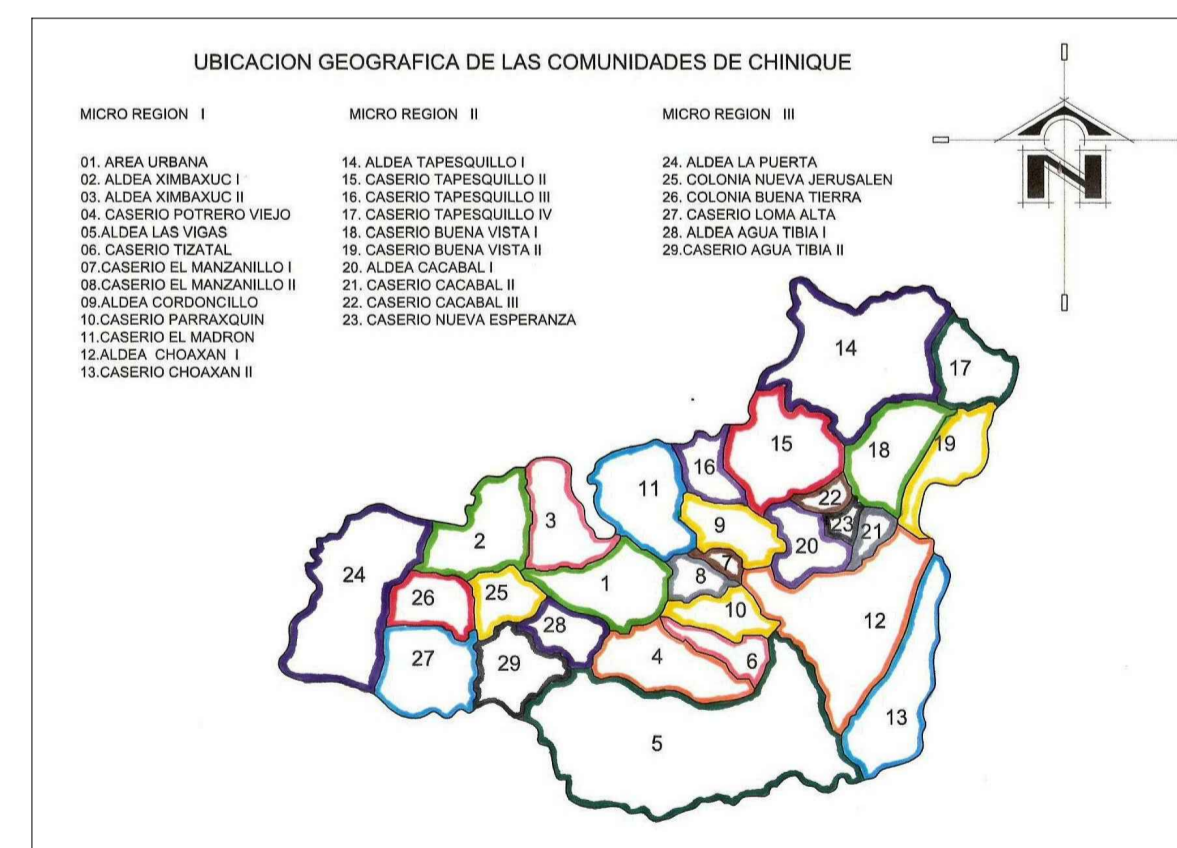 UBICACION GEOGRAFICA DE LAS COMUNIDADES DE CHINIQUE
MICRO REGION I
01. AREA URBANA
02. ALDEA XIMBAXUC I
03. ALDEA XIMBAXUC II
04. CASERIO POTRERO VIEJO
05.ALDEA LAS VIGAS
06. CASERIO TIZATAL
07.CASERIO EL MANZANILLO I
08.CASERIO EL MANZANILLO II
09.ALDEA CORDONCILLO
10.CASERIO PARRAXQUIN
11.CASERIO EL MADRON
12.ALDEA CHOAXAN I
13.CASERIO CHOAXAN II
MICRO REGION II
14. ALDEA TAPESQUILLO I
15. CASERIO TAPESQUILLO II
16. CASERIO TAPESQUILLO III
17. CASERIO TAPESQUILLO IV
18. CASERIO BUENA VISTA I
19. CASERIO BUENA VISTA II
20. ALDEA CACABAL I
21. CASERIO CACABAL II
22. CASERIO CACABAL III
23. CASERIO NUEVA ESPERANZA
MICRO REGION III
24. ALDEA LA PUERTA
25. COLONIA NUEVA JERUSALEN
26. COLONIA BUENA TIERRA
27. CASERIO LOMA ALTA
28. ALDEA AGUA TIBIA I
29.CASERIO AGUA TIBIA II
N
14
17
15
18
19
16
11
22
3
9
23
21
2
20
7
24
8
1
26
25
10
12
28
4
27
29
6
13
5